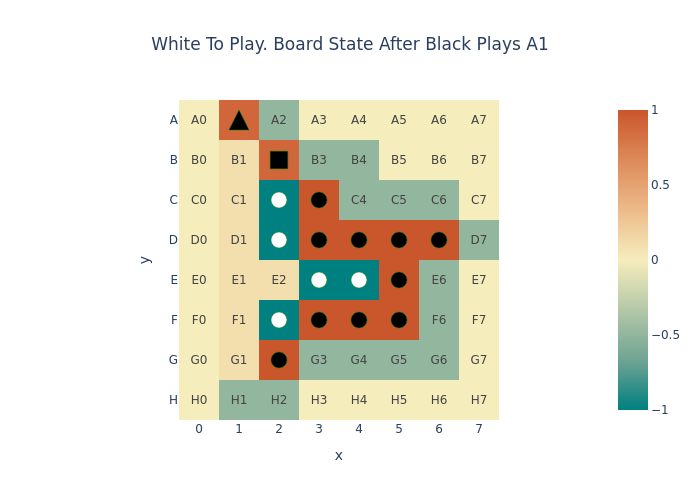 White To Play. Board State After Black Plays A1
A A0 A2 A3 A4 A5 A6 A7
B B0 B1 B3 B4 B5 B6 B7
C C0 C1 C4 C5 C6 C7
D D0 D1 D7
E E0 E1 E2 E6 E7
F F0 F1 F6 F7
G G0 G1 G3 G4 G5 G6 G7
H H0 H1 H2 H3 H4 H5 H6 H7
0 1 2 3 4 5 6 7
x
y
1
0.5
0
−0.5
−1